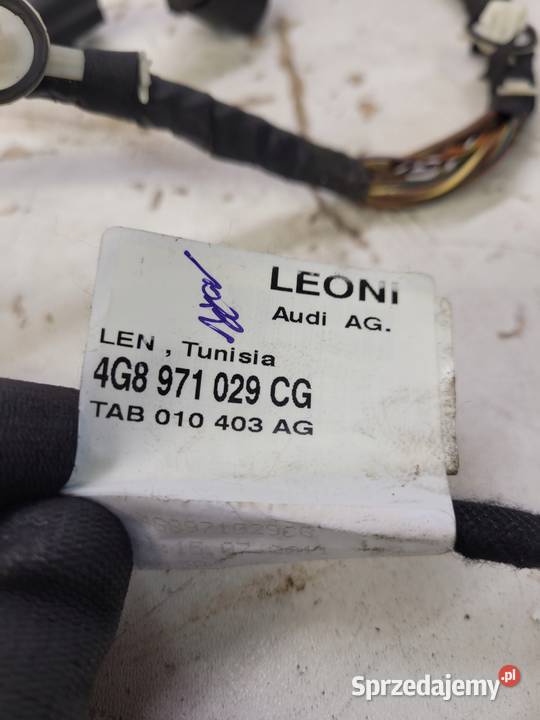 LEONI
Audi AG.
LEN , Tunisia
4G8 971 029 CG
TAB 010 403 AG
Sprzedajemy.pl